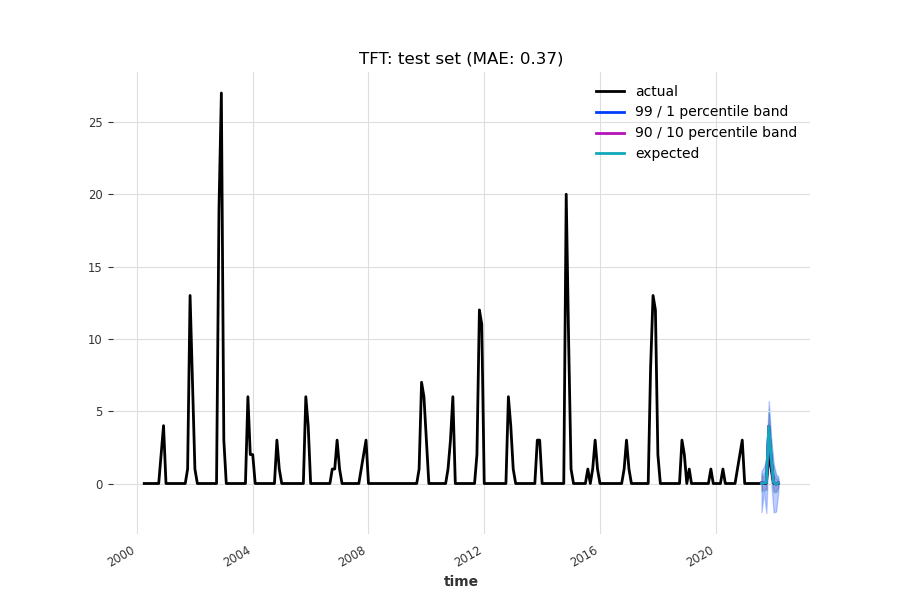 TFT: test set (MAE: 0.37)
actual
99 / 1 percentile band
90 / 10 percentile band
expected
25
20
15
10
5
0
2000
2004
2008
2012
2016
2020
time